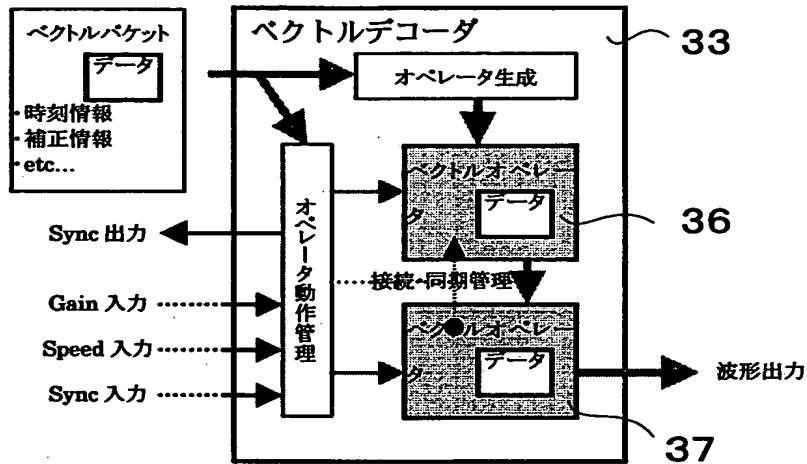 ベクトルパケット
データ
・時刻情報
・補正情報
・etc...
ベクトルデコーダ
33
オペレータ生成
オペレータ動作管理
ベクトルオペレー
タ
データ
36
Sync 出力
接続・同期管理
Gain 入力
Speed 入力
Sync 入力
ベクトルオペレー
タ
データ
波形出力
37